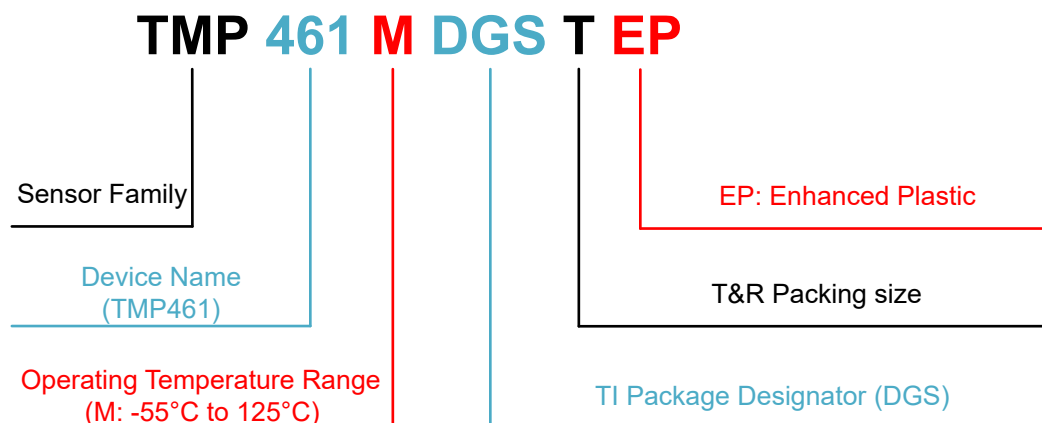 TMP 461 M DGS T EP
Sensor Family
EP: Enhanced Plastic
Device Name
(TMP461)
T&R Packing size
Operating Temperature Range
(M: -55°C to 125°C)
TI Package Designator (DGS)